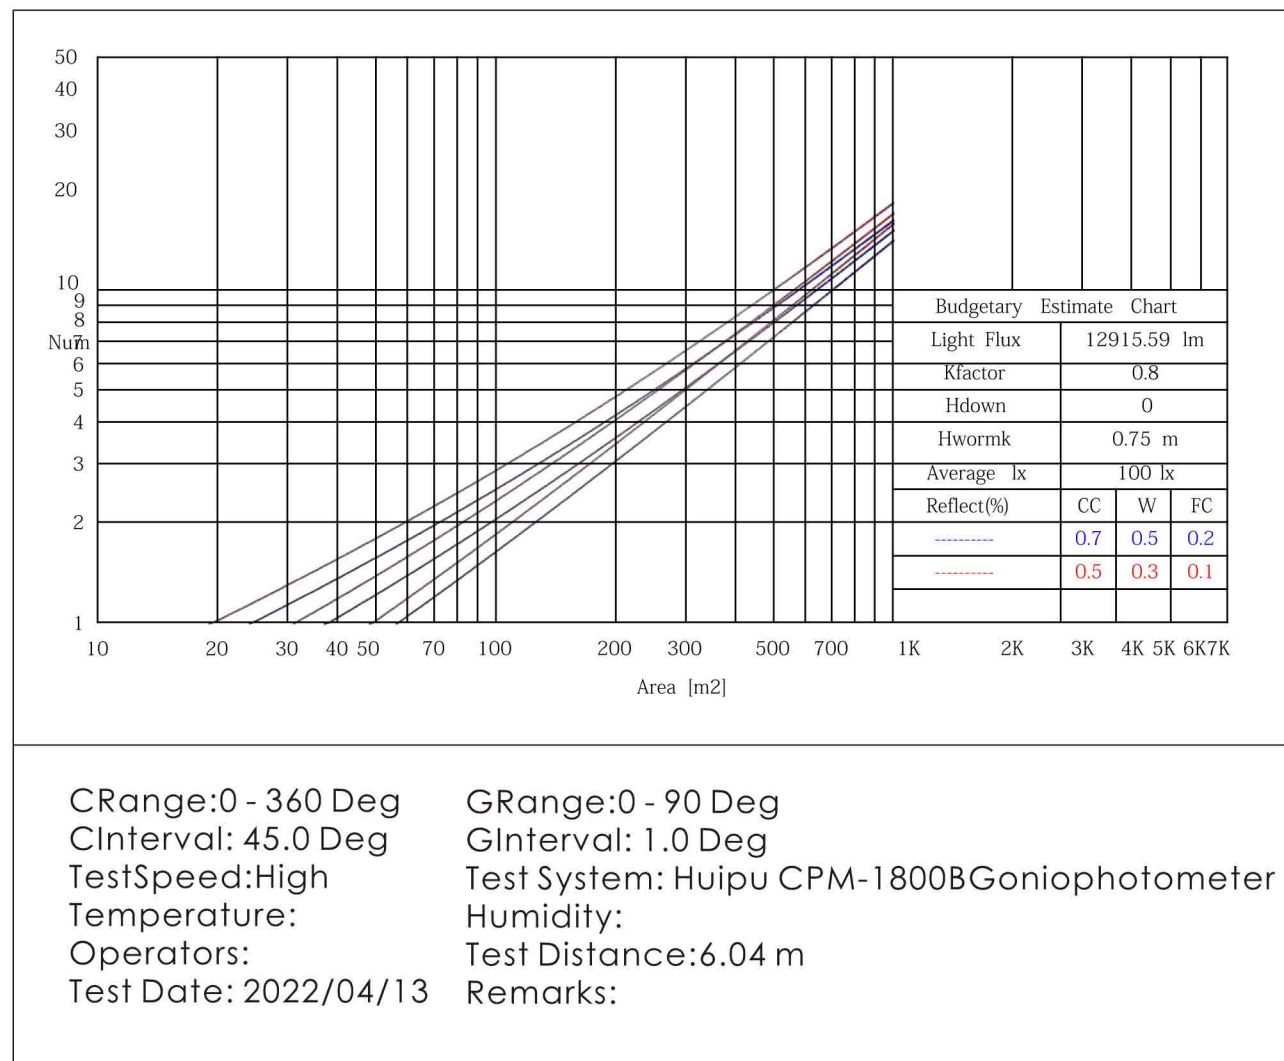 50
40
30
20
10
9
8
Num 7
6
5
4
3
2
1
10 20 30 40 50 70 100 200 300 500 700 1K 2K 3K 4K 5K 6K7K
Area [m2]
Budgetary Estimate Chart
Light Flux 12915.59 lm
Kfactor 0.8
Hdown 0
Hwormk 0.75 m
Average lx 100 lx
Reflect(%) CC W FC
---------- 0.7 0.5 0.2
---------- 0.5 0.3 0.1
CRange:0 - 360 Deg GRange:0 - 90 Deg
CInterval: 45.0 Deg GInterval: 1.0 Deg
TestSpeed:High Test System: Huipu CPM-1800BGoniophotometer
Temperature: Humidity:
Operators: Test Distance:6.04 m
Test Date: 2022/04/13 Remarks: